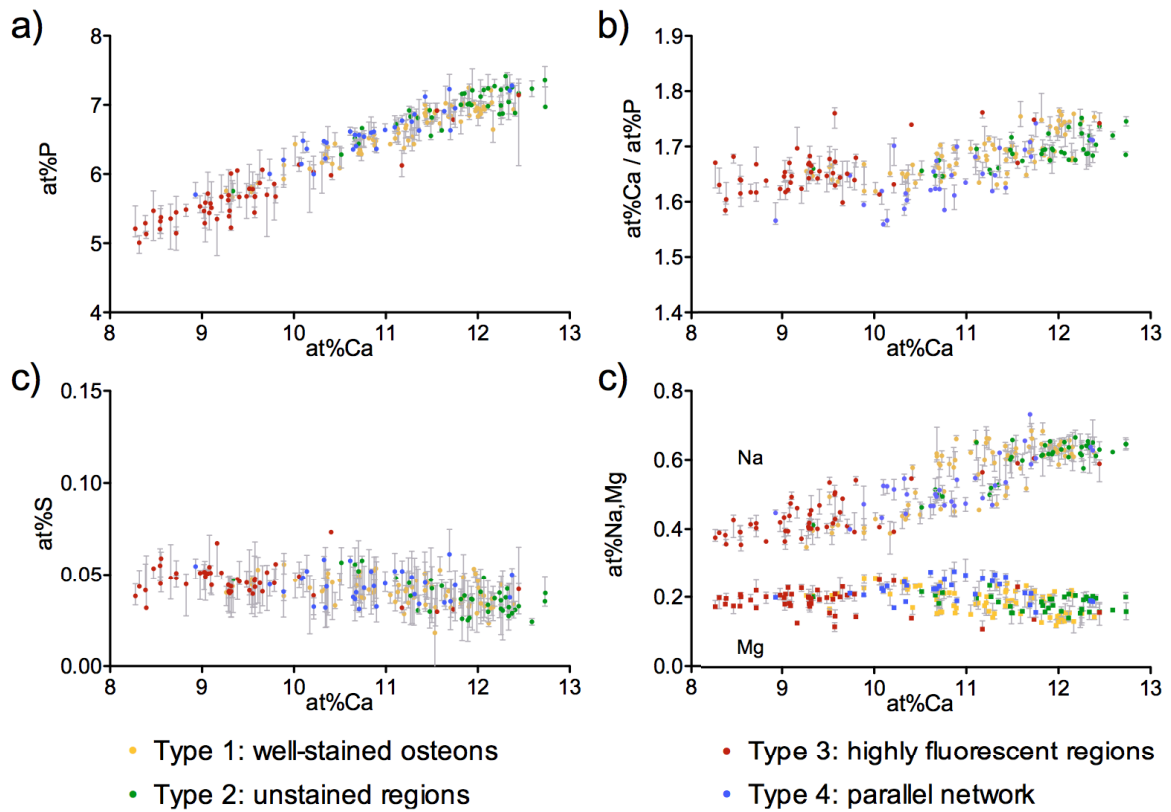 a)
8
7
6
5
4
at%P
8 9 10 11 12 13
at%Ca
b)
1.9
1.8
1.7
1.6
1.5
1.4
at%Ca / at%P
8 9 10 11 12 13
at%Ca
c)
0.15
0.10
0.05
0.00
at%S
8 9 10 11 12 13
at%Ca
c)
0.8
0.6
0.4
0.2
0.0
at%Na,Mg
Na
Mg
8 9 10 11 12 13
at%Ca
Type 1: well-stained osteons
Type 2: unstained regions
Type 3: highly fluorescent regions
Type 4: parallel network